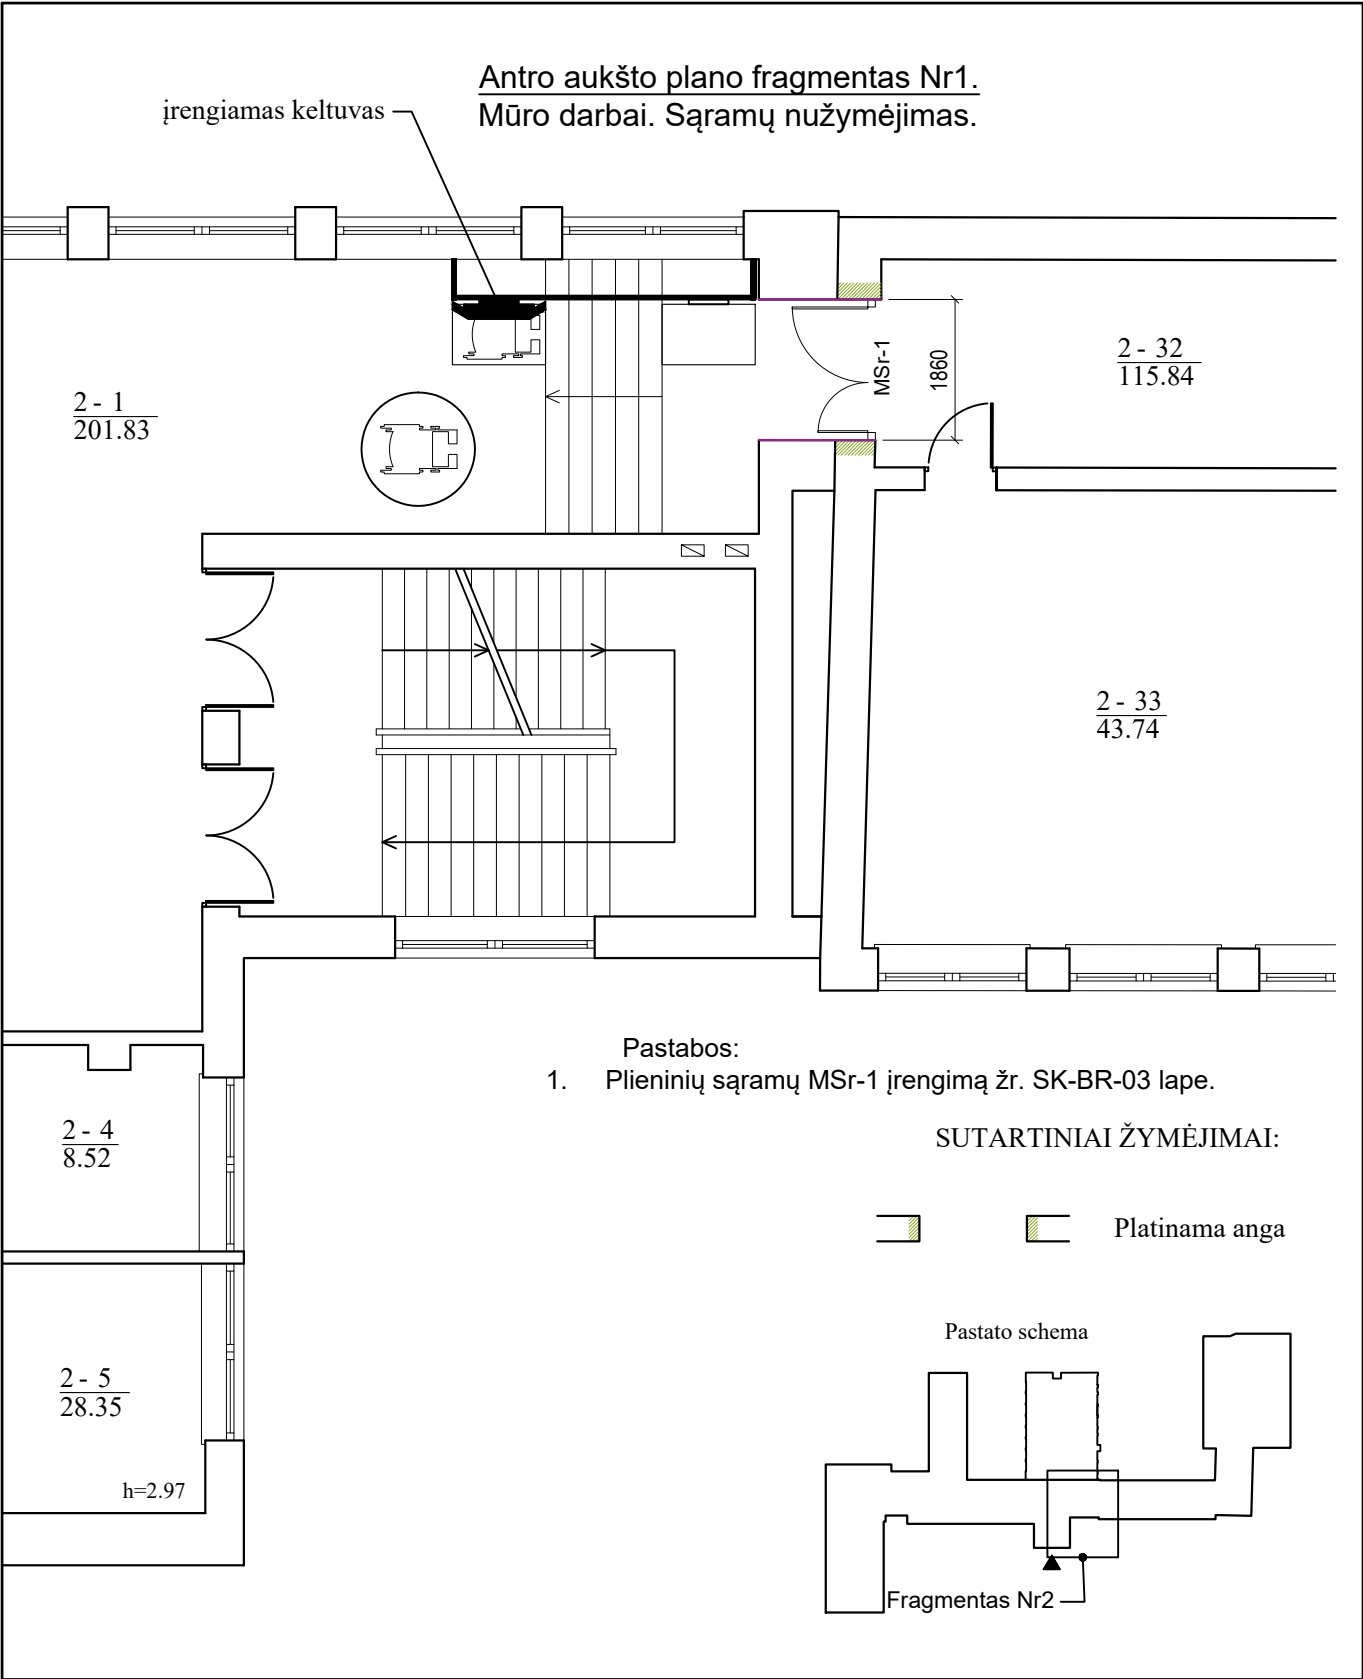 Antro aukšto plano fragmentas Nr1.
Mūro darbai. Sąramų nužymėjimas.
įrengiamas keltuvas
2 - 1
201.83
MSr-1
1860
2 - 32
115.84
2 - 33
43.74
Pastabos:
1. Plieninių sąramų MSr-1 įrengimą žr. SK-BR-03 lape.
2 - 4
8.52
SUTARTINIAI ŽYMĖJIMAI:
Platinama anga
2 - 5
28.35
h=2.97
Pastato schema
Fragmentas Nr2